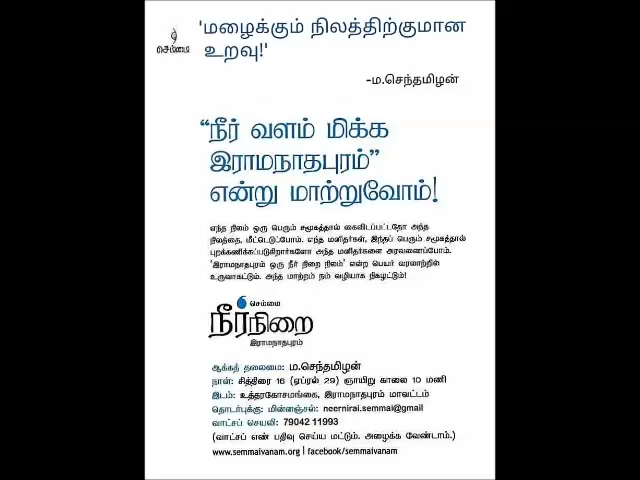 'மழைக்கும் நிலத்திற்குமான
உறவு!'
செம்மை
-ம.செந்தமிழன்
“நீர் வளம் மிக்க
இராமநாதபுரம்”
என்று மாற்றுவோம்!
எந்த நிலம் ஒரு பெரும் சமூகத்தால் கைவிடப்பட்டதோ அந்த
நிலத்தை, மீட்டெடுப்போம். எந்த மனிதர்கள், இந்தப் பெரும் சமூகத்தால்
புறக்கணிக்கப்படுகிறார்களோ அந்த மனிதர்களை அரவணைப்போம்.
'இராமநாதபுரம் ஒரு நீர் நிறை நிலம்' என்ற பெயர் வரலாற்றில்
உருவாகட்டும். அந்த மாற்றம் நம் வழியாக நிகழட்டும்!
செம்மை
நீர்நிறை
இராமநாதபுரம்
ஆக்கத் தலைமை: ம.செந்தமிழன்
நாள்: சித்திரை 16 (ஏப்ரல் 29) ஞாயிறு காலை 10 மணி
இடம்: உத்தரகோசமங்கை, இராமநாதபுரம் மாவட்டம்
தொடர்புக்கு: மின்னஞ்சல்: neernirai.semmai@gmail
வாட்சப் செயலி: 79042 11993
(வாட்சப் எண் பதிவு செய்ய மட்டும். அழைக்க வேண்டாம்.)
www.semmaivanam.org | facebook/semmaivanam